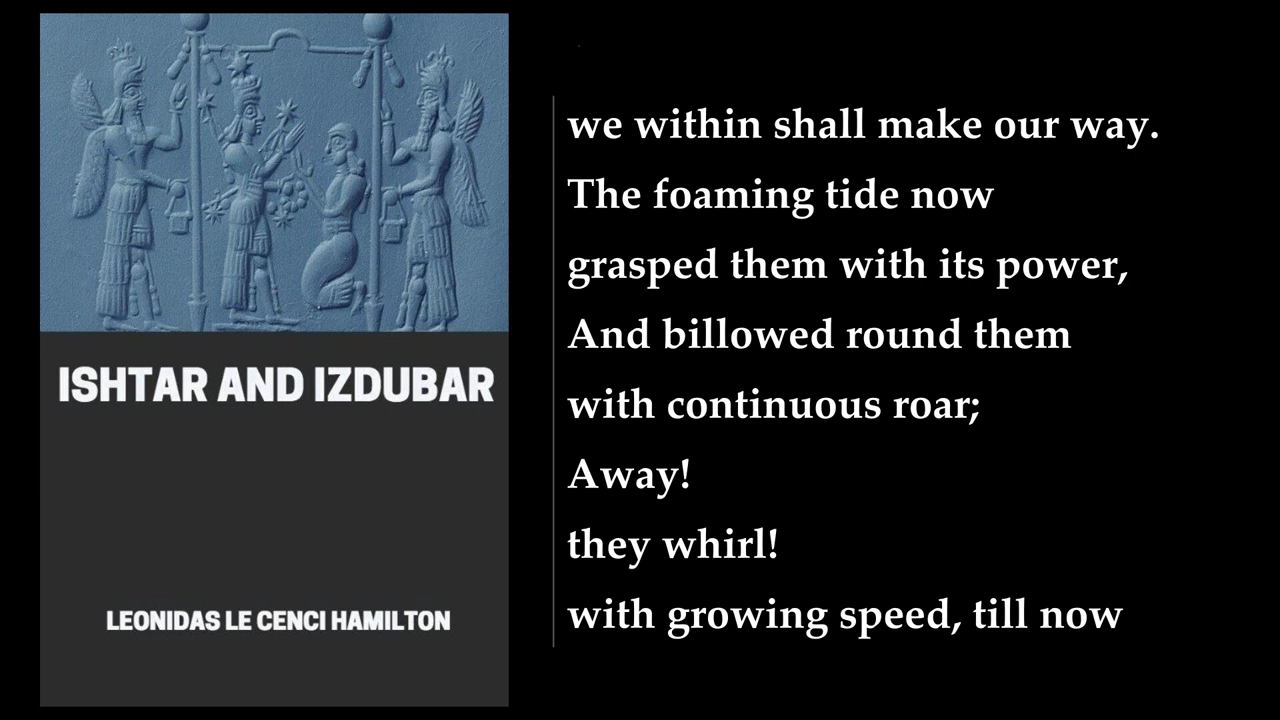 ISHTAR AND IZDUBAR
LEONIDAS LE CENCI HAMILTON
we within shall make our way.
The foaming tide now
grasped them with its power,
And billowed round them
with continuous roar;
Away!
they whirl!
with growing speed, till now